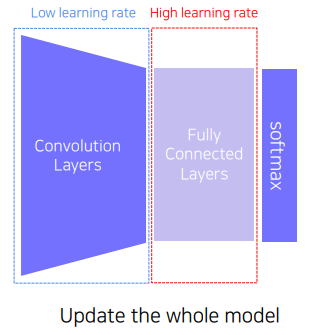 Low learning rate
High learning rate
Convolution
Layers
Fully
Connected
Layers
softmax
Update the whole model